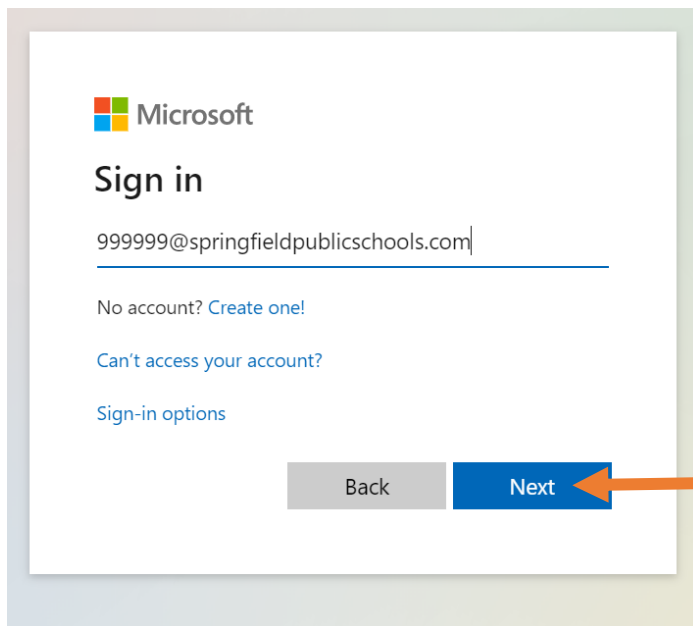 Microsoft
Sign in
999999@springfieldpublicschools.com
No account? Create one!
Can't access your account?
Sign-in options
Back Next